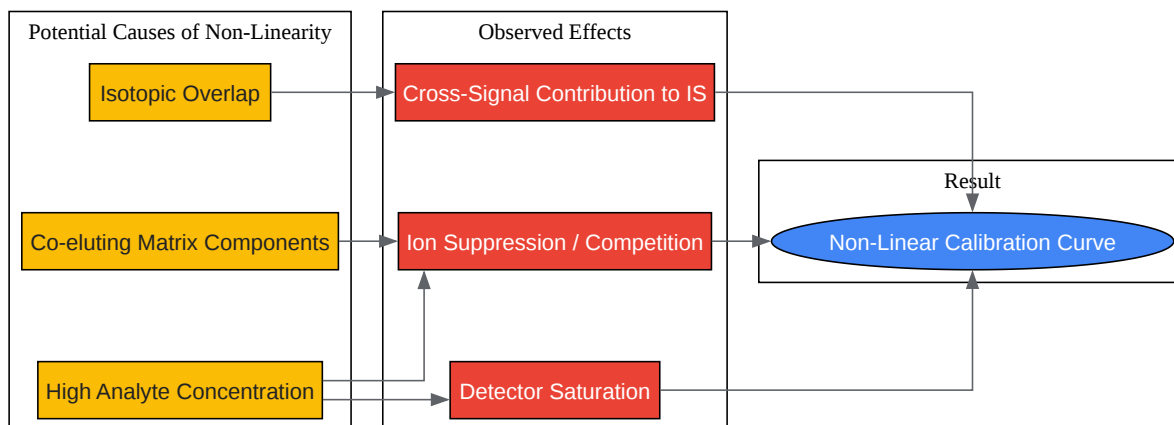 Potential Causes of Non-Linearity
Observed Effects
Isotopic Overlap
Cross-Signal Contribution to IS
Result
Co-eluting Matrix Components
Ion Suppression / Competition
Non-Linear Calibration Curve
High Analyte Concentration
Detector Saturation